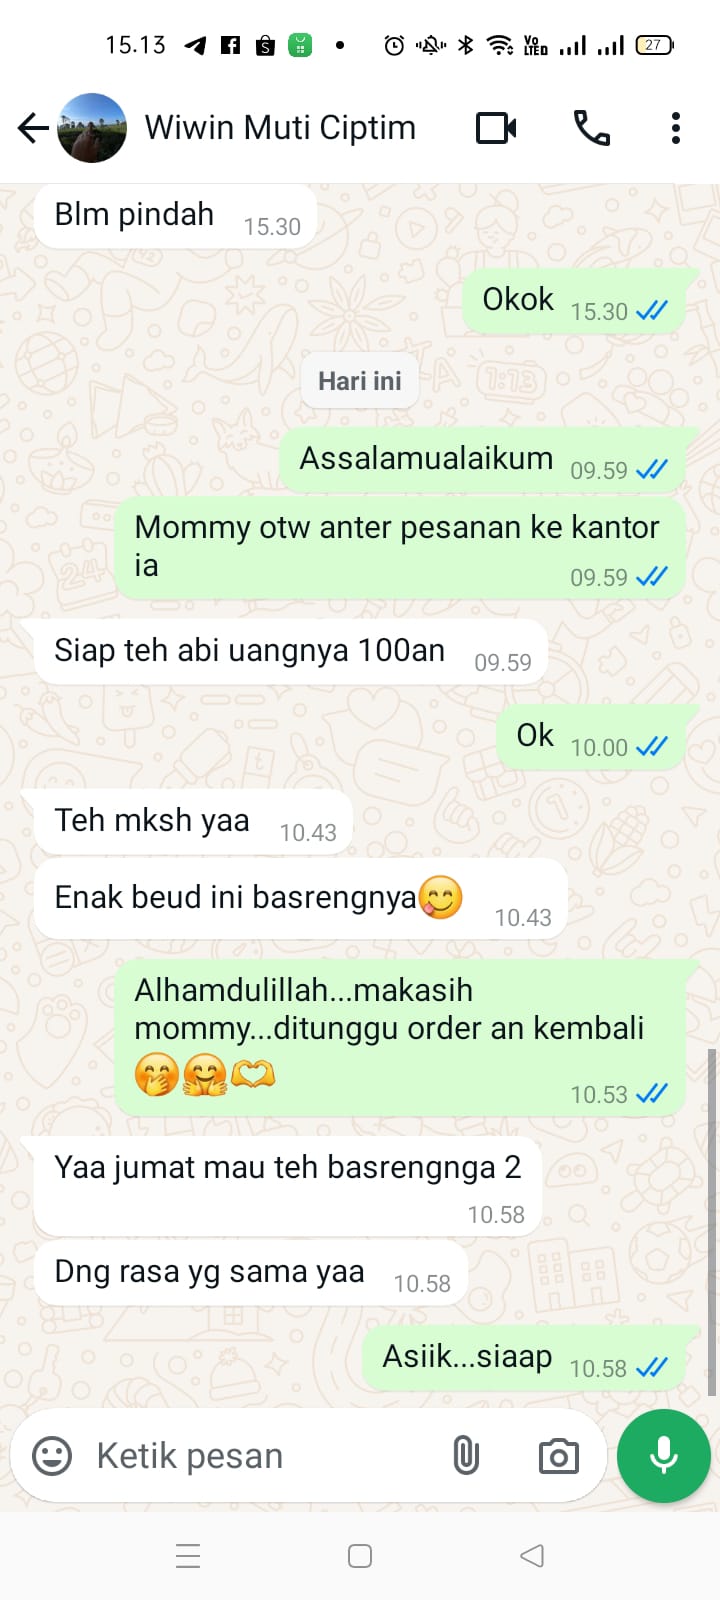 15.13
VO
LTED
27
Wiwin Muti Ciptim
Blm pindah 15.30
Okok 15.30
Hari ini
Assalamualaikum 09.59
Mommy otw anter pesanan ke kantor
ia 09.59
Siap teh abi uangnya 100an 09.59
Ok 10.00
Teh mksh yaa 10.43
Enak beud ini basrengnya😋 10.43
Alhamdulillah...makasih
mommy...ditunggu order an kembali
🤭🤗🫶 10.53
Yaa jumat mau teh basrengnga 2
10.58
Dng rasa yg sama yaa 10.58
Asiik...siaap 10.58
Ketik pesan